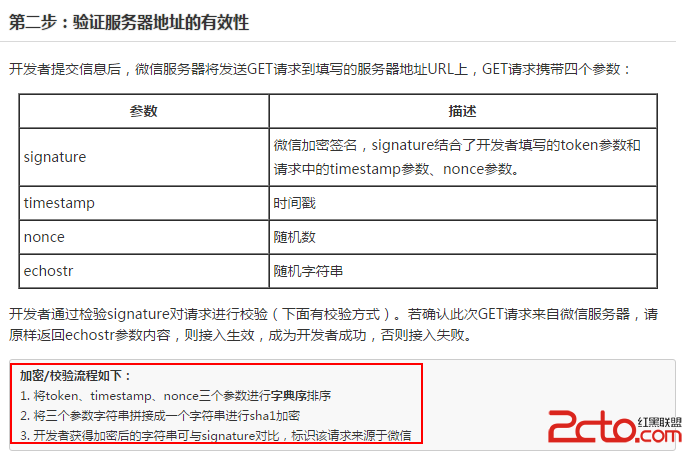 第二步：验证服务器地址的有效性
开发者提交信息后，微信服务器将发送GET请求到填写的服务器地址URL上，GET请求携带四个参数：
参数 描述
signature 微信加密签名，signature结合了开发者填写的token参数和
请求中的timestamp参数、nonce参数。
timestamp 时间戳
nonce 随机数
echostr 随机字符串
开发者通过检验signature对请求进行校验（下面有校验方式）。若确认此次GET请求来自微信服务器，请
原样返回echostr参数内容，则接入生效，成为开发者成功，否则接入失败。
加密/校验流程如下：
1. 将token、timestamp、nonce三个参数进行字典序排序
2. 将三个参数字符串拼接成一个字符串进行sha1加密
3. 开发者获得加密后的字符串可与signature对比，标识该请求来源于微信
2cto.com
红黑联盟